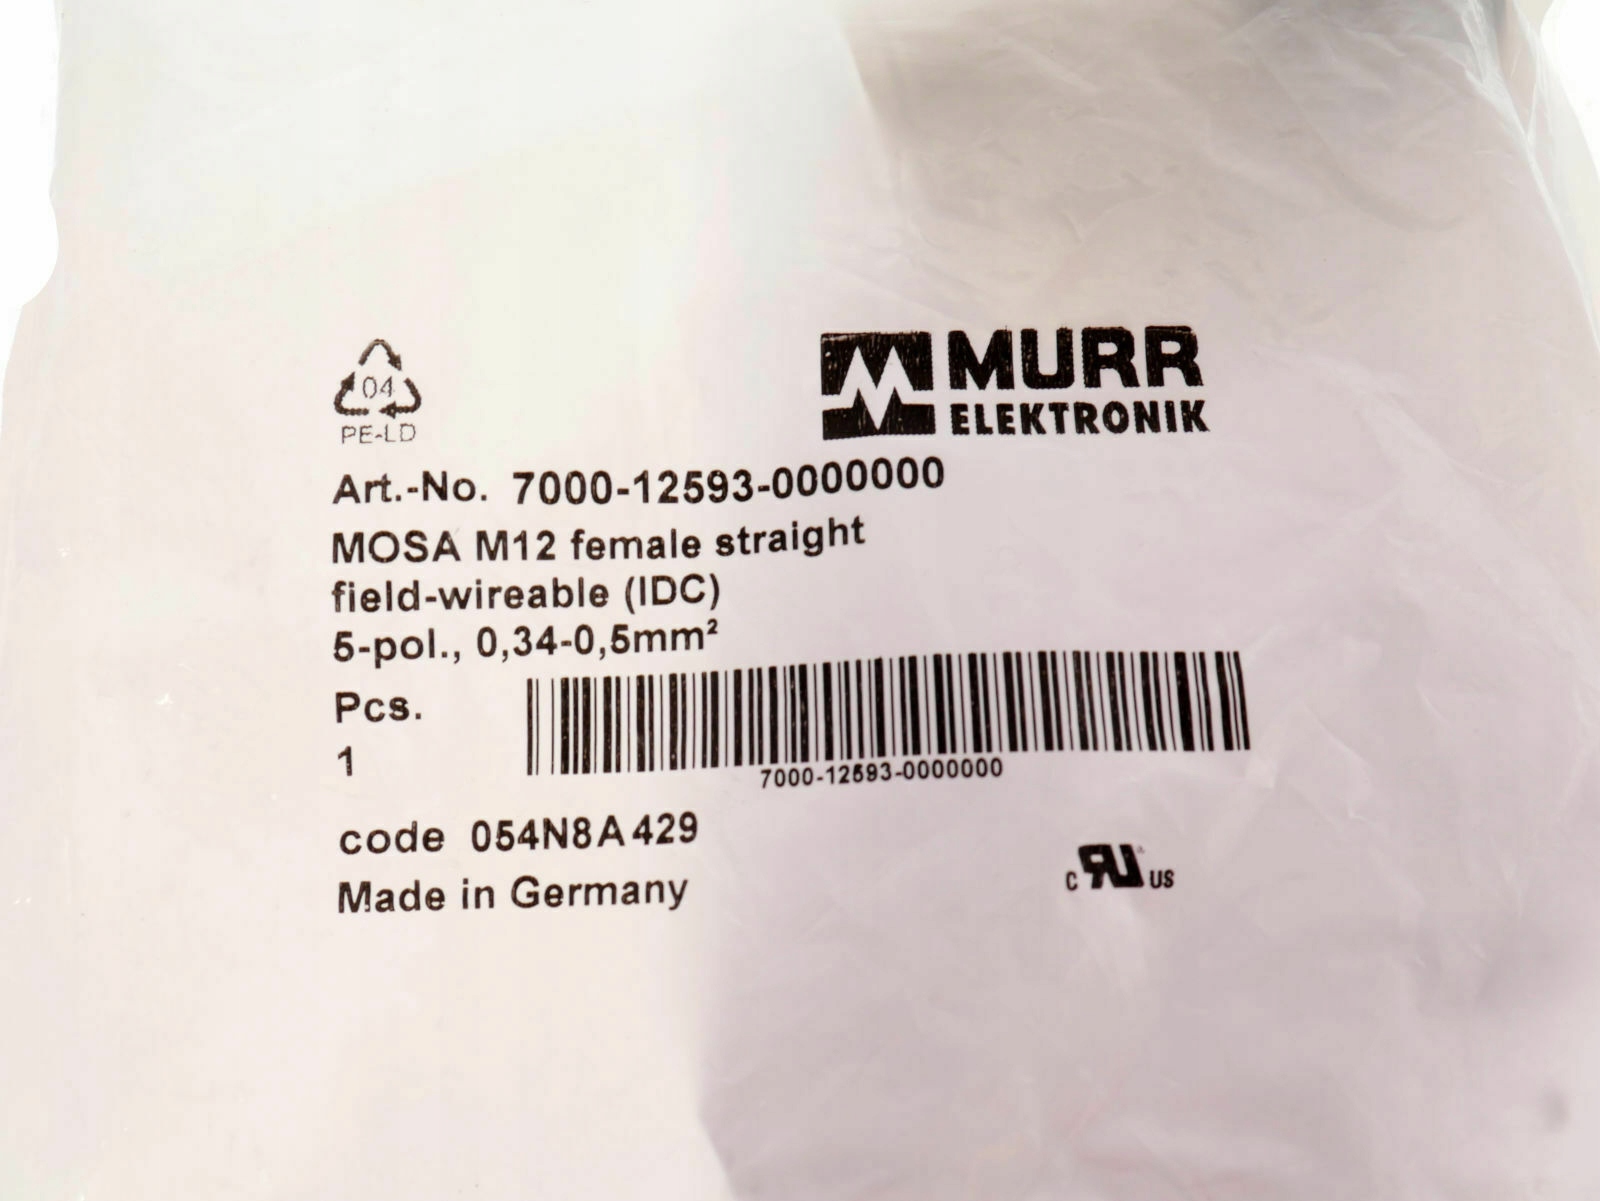 MURR
ELEKTRONIK
04
PE-LD
Art.-No. 7000-12593-0000000
MOSA M12 female straight
field-wireable (IDC)
5-pol., 0,34-0,5mm²
Pcs.
1
7000-12593-0000000
code 054N8A429
Made in Germany
c RU US